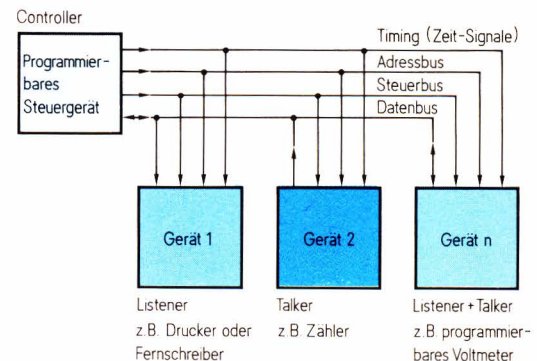 Controller
Programmier-
bares
Steuergerät
Timing (Zeit-Signale)
Adressbus
Steuerbus
Datenbus
Gerät 1
Gerät 2
Gerät n
Listener
z.B. Drucker oder
Fernschreiber
Talker
z.B. Zähler
Listener + Talker
z.B. programmier-
bares Voltmeter